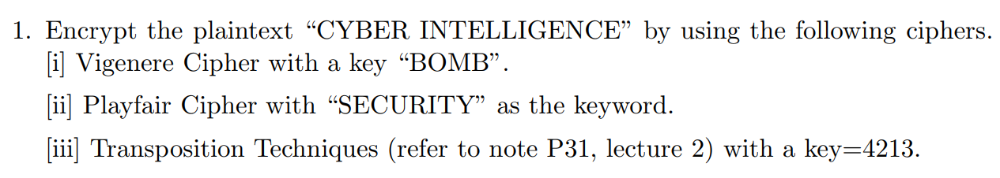 1. Encrypt the plaintext “CYBER INTELLIGENCE” by using the following ciphers.
[i] Vigenere Cipher with a key “BOMB”.
[ii] Playfair Cipher with “SECURITY” as the keyword.
[iii] Transposition Techniques (refer to note P31, lecture 2) with a key=4213.